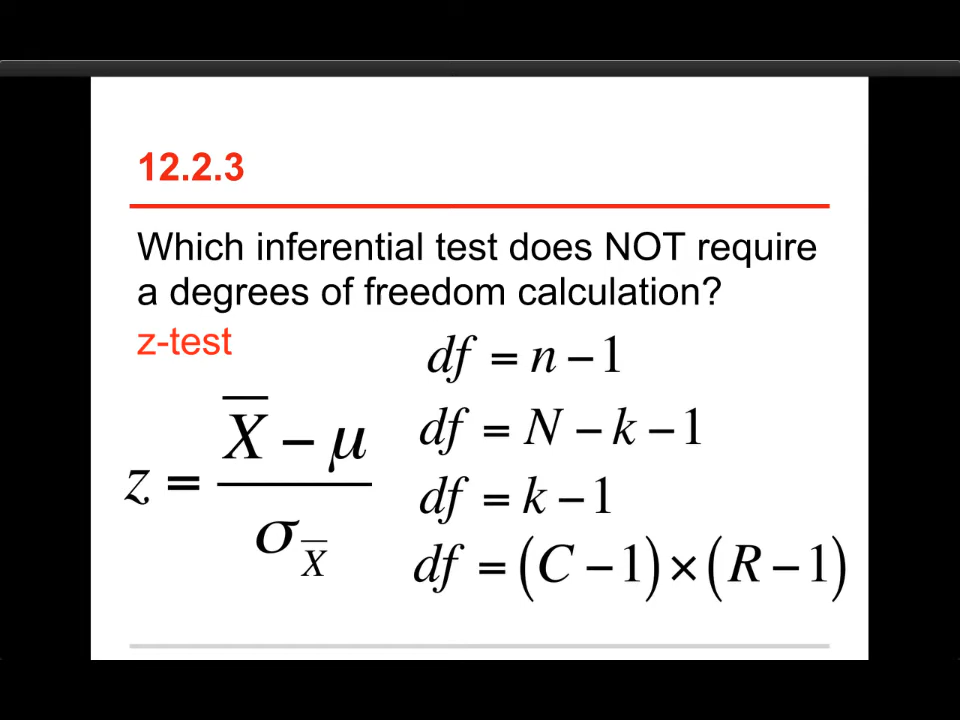 12.2.3
Which inferential test does NOT require
a degrees of freedom calculation?
z-test
z = (X̄ − μ) / σ_X̄
df = n − 1
df = N − k − 1
df = k − 1
df = (C − 1) × (R − 1)